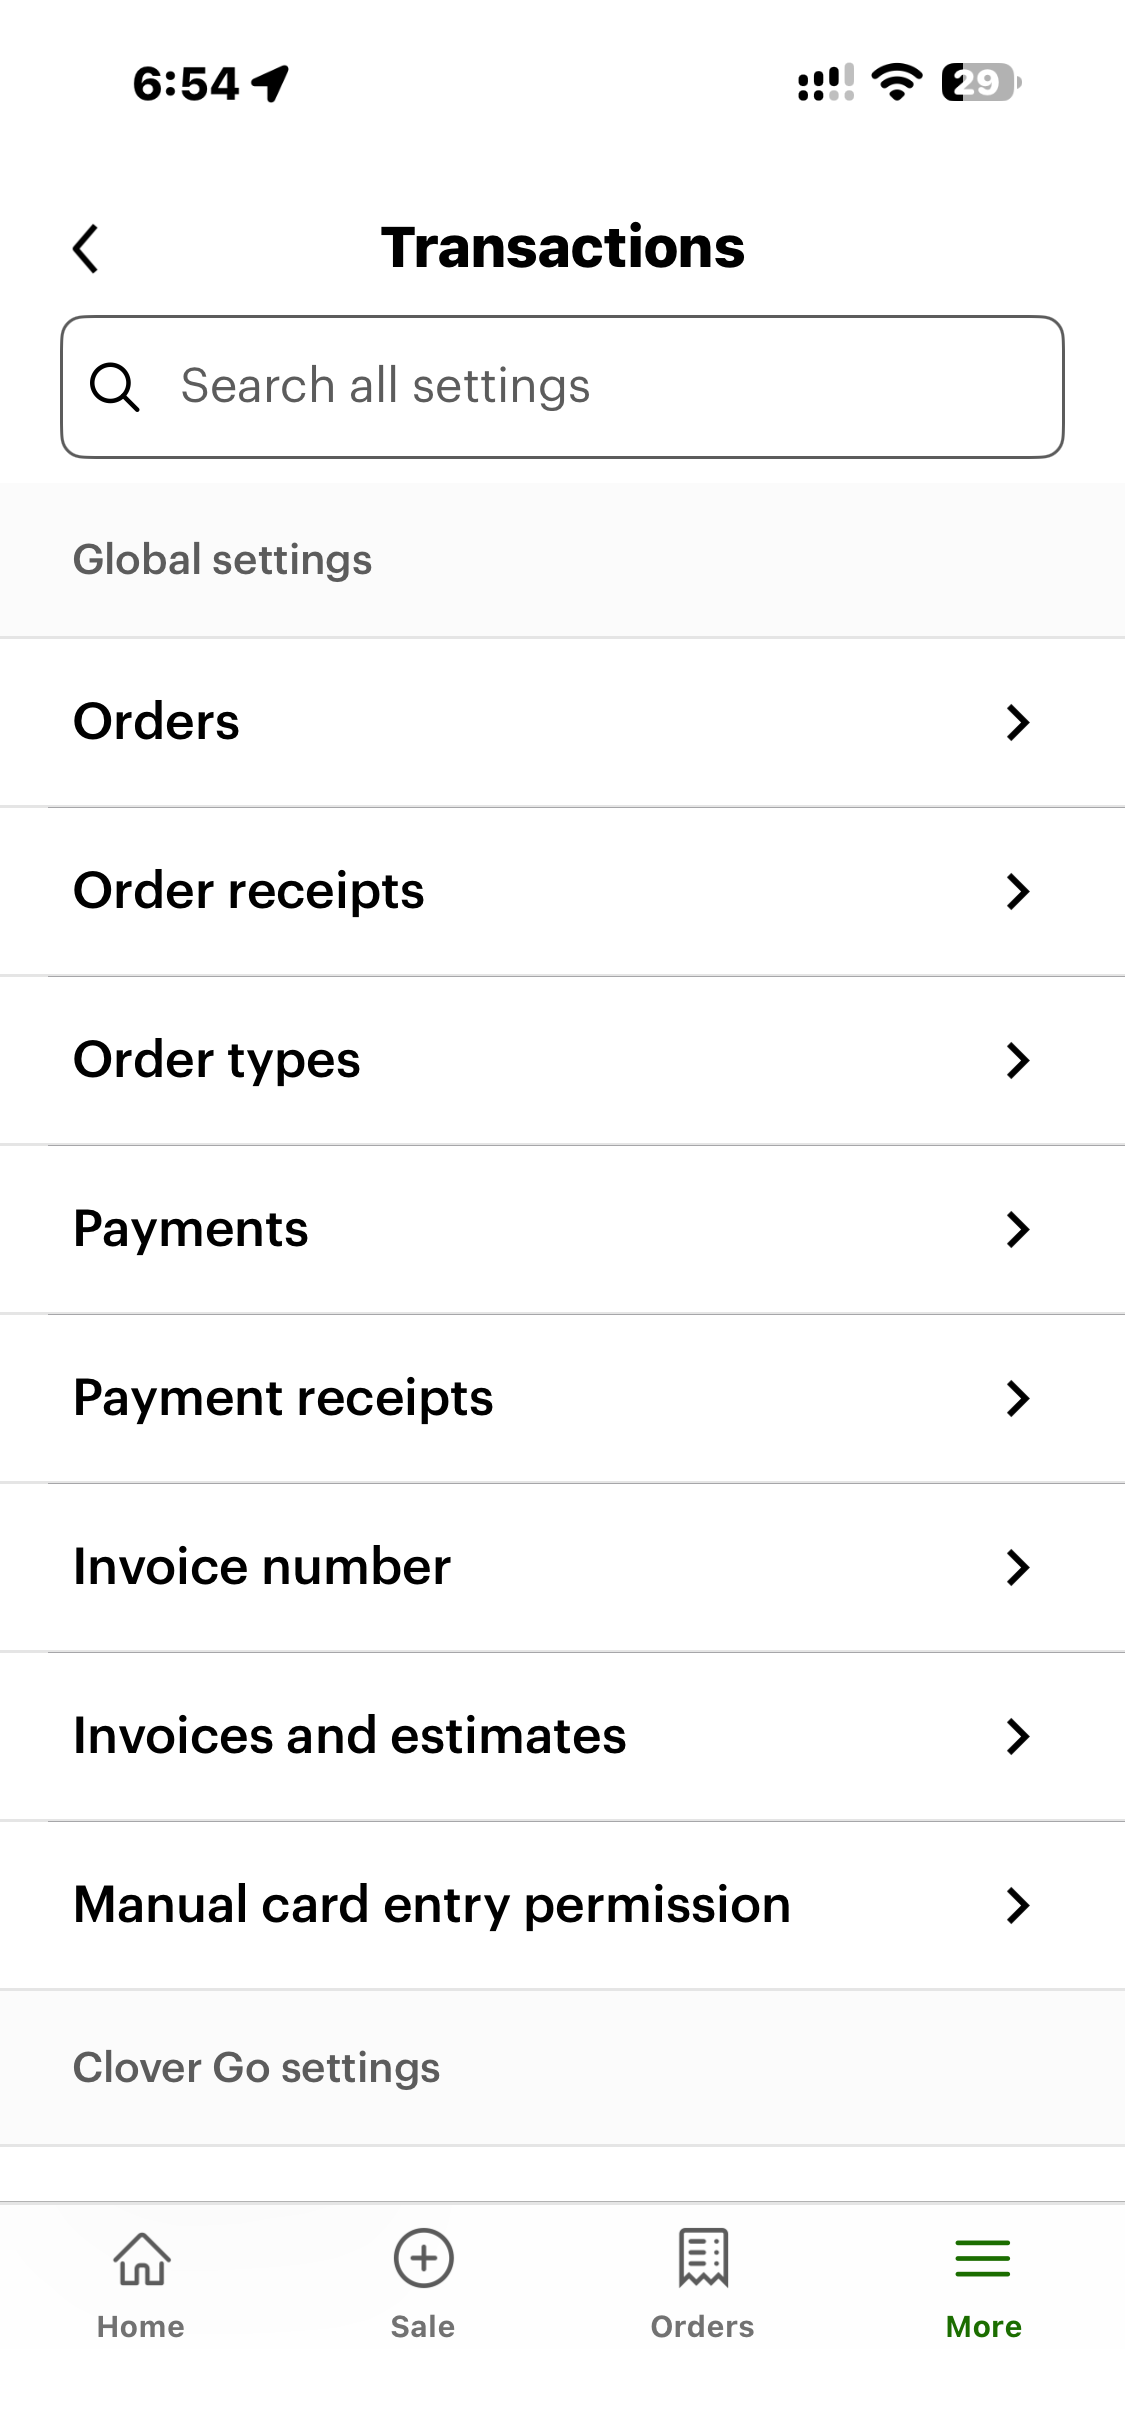 6:54
29
Transactions
Search all settings
Global settings
Orders
Order receipts
Order types
Payments
Payment receipts
Invoice number
Invoices and estimates
Manual card entry permission
Clover Go settings
Home Sale Orders More